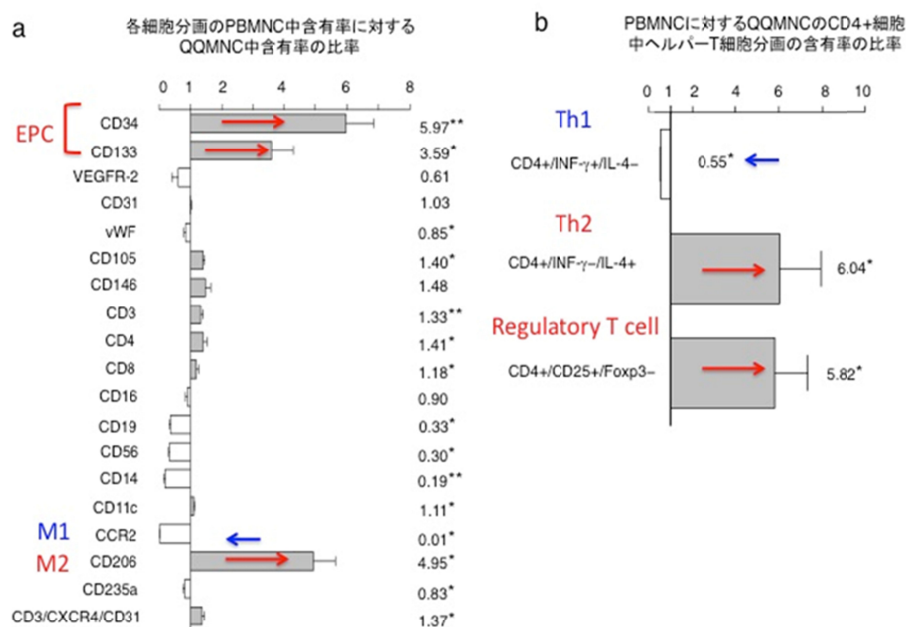 a
各細胞分画のPBMNC中含有率に対する
QQMNC中含有率の比率
0 1 2 4 6 8
EPC
CD34 5.97**
CD133 3.59*
VEGFR-2 0.61
CD31 1.03
vWF 0.85*
CD105 1.40*
CD146 1.48
CD3 1.33**
CD4 1.41*
CD8 1.18*
CD16 0.90
CD19 0.33*
CD56 0.30*
CD14 0.19**
CD11c 1.11*
M1 CCR2 0.01*
M2 CD206 4.95*
CD235a 0.83*
CD3/CXCR4/CD31 1.37*
b
PBMNCに対するQQMNCのCD4+細胞
中ヘルパーT細胞分画の含有率の比率
0 1 2 4 6 8 10
Th1
CD4+/INF-γ+/IL-4− 0.55*
Th2
CD4+/INF-γ−/IL-4+ 6.04*
Regulatory T cell
CD4+/CD25+/Foxp3− 5.82*